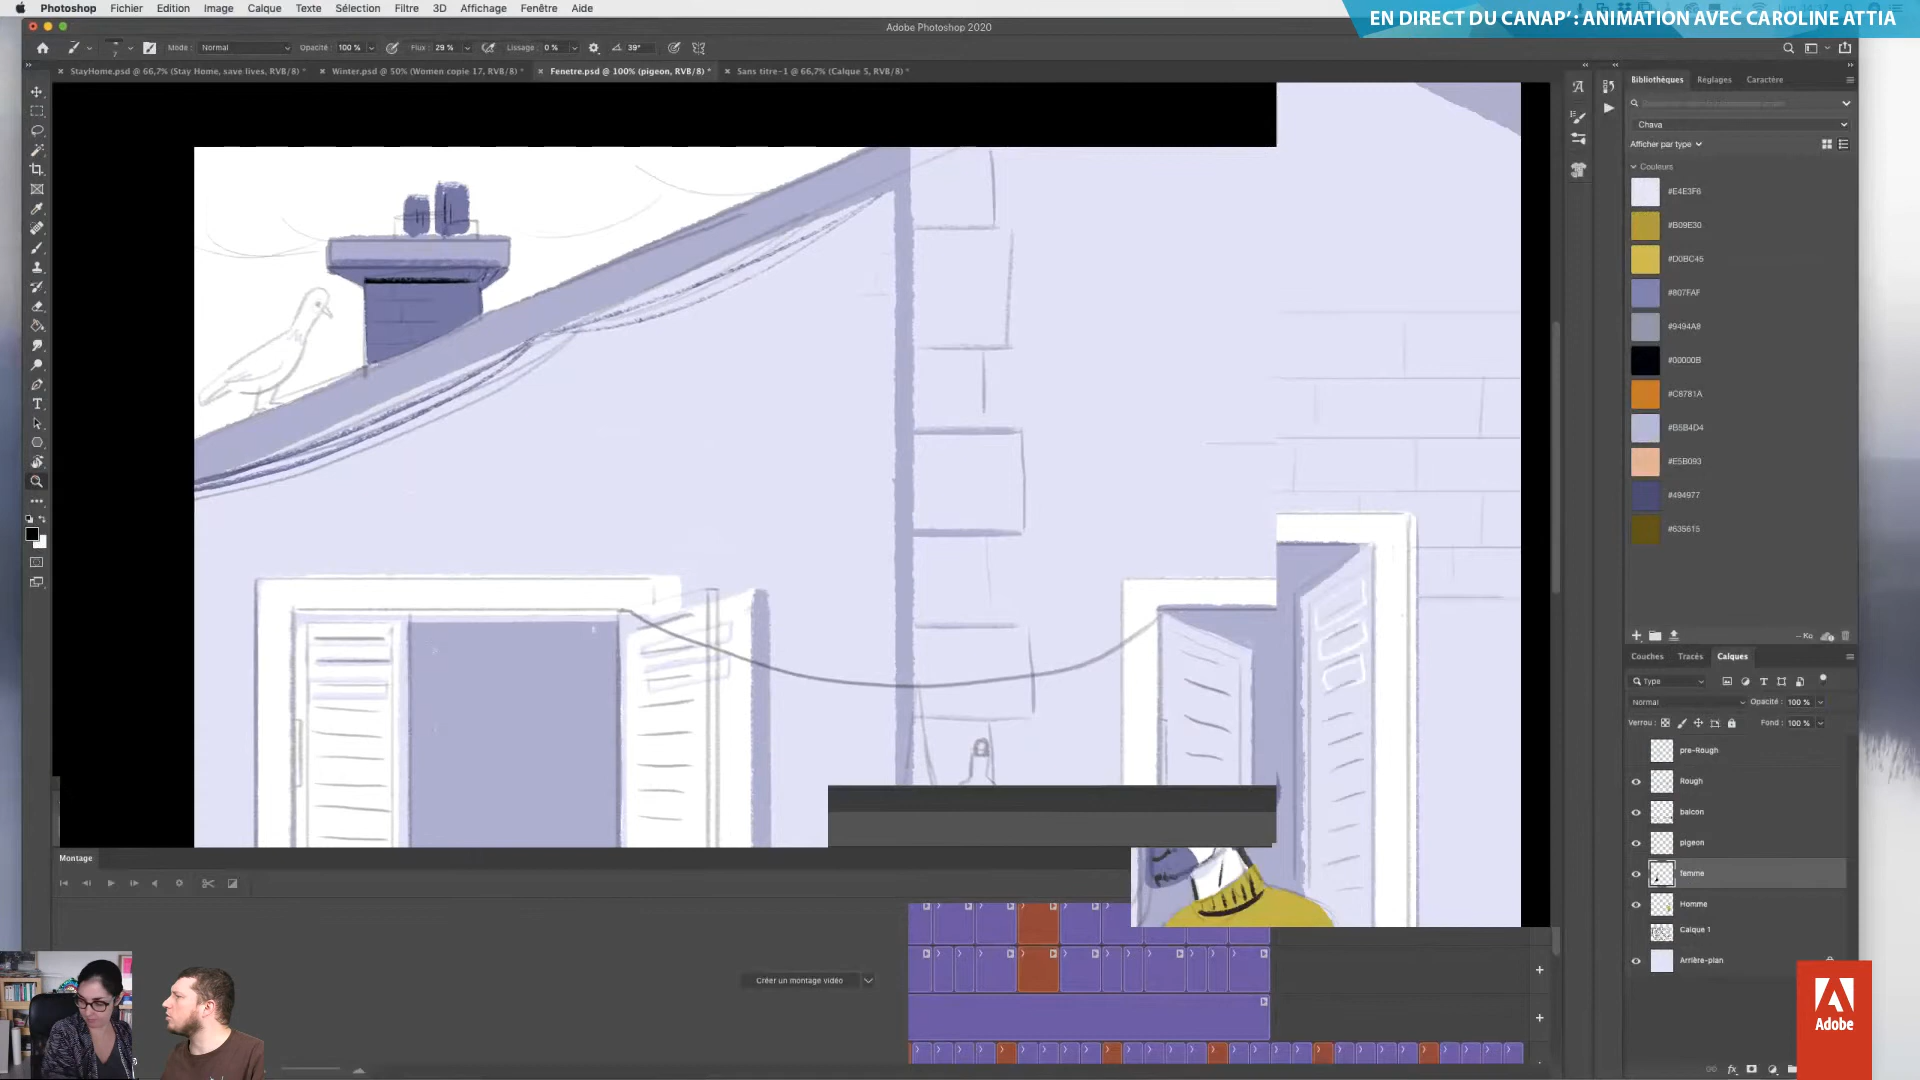 Photoshop Fichier Edition Image Calque Texte Sélection Filtre 3D Affichage Fenêtre Aide
EN DIRECT DU CANAP' : ANIMATION AVEC CAROLINE ATTIA
Adobe Photoshop 2020
7 Mode : Normal Opacité : 100 % Flux : 29 % Lissage : 0 % 39°
StayHome.psd @ 66,7% (Stay Home, save lives, RVB/8) * Winter.psd @ 50% (Women copie 17, RVB/8) * Fenetre.psd @ 100% (pigeon, RVB/8) * Sans titre-1 @ 66,7% (Calque 5, RVB/8) *
Bibliothèques Réglages Caractère
Chava
Afficher par type
Couleurs
#E4E3F6
#B09E30
#D0BC45
#807FAF
#9494A8
#00000B
#C8781A
#B5B4D4
#E5B093
#494977
#635615
-- Ko
Couches Tracés Calques
Type
Normal Opacité : 100 %
Verrou : Fond : 100 %
pre-Rough
Rough
balcon
pigeon
femme
Homme
Calque 1
Arrière-plan
Montage
Créer un montage vidéo
Adobe